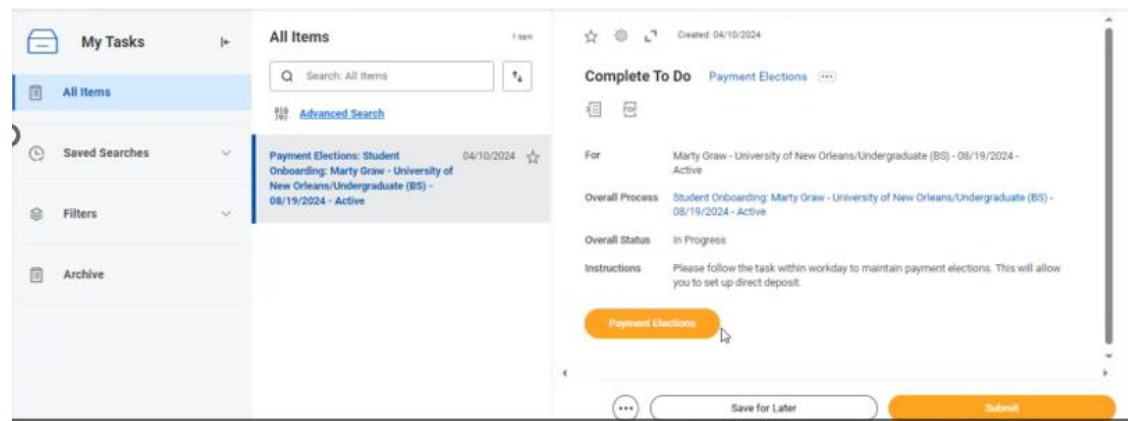 My Tasks
All Items
Saved Searches
Filters
Archive
All Items
1 item
Search: All Items
Advanced Search
Payment Elections: Student
04/10/2024
Onboarding: Marty Graw - University of
New Orleans/Undergraduate (BS) -
08/19/2024 - Active
Created: 04/10/2024
Complete To Do Payment Elections
For
Marty Graw - University of New Orleans/Undergraduate (BS) - 08/19/2024 -
Active
Overall Process
Student Onboarding: Marty Graw - University of New Orleans/Undergraduate (BS) -
08/19/2024 - Active
Overall Status
In Progress
Instructions
Please follow the task within workday to maintain payment elections. This will allow
you to set up direct deposit.
Payment Elections
Save for Later
Submit